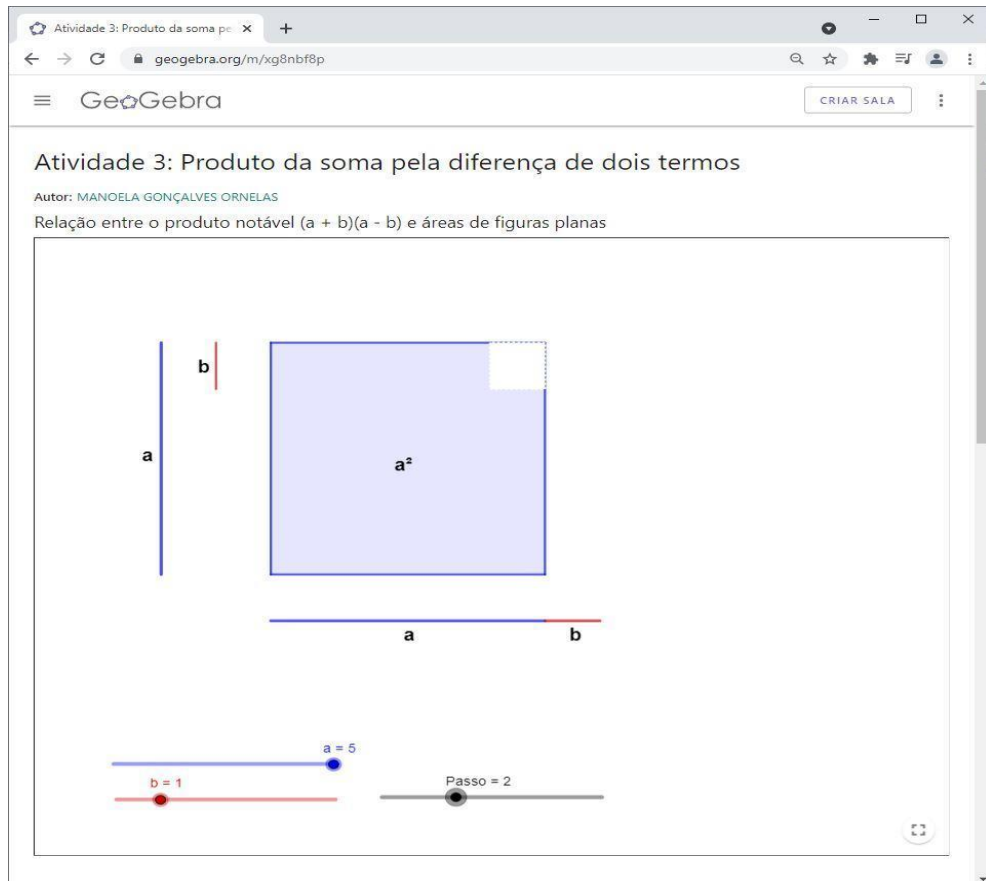 Atividade 3: Produto da soma pe
geogebra.org/m/xg8nbf8p
GeoGebra
CRIAR SALA
Atividade 3: Produto da soma pela diferença de dois termos
Autor: MANOELA GONÇALVES ORNELAS
Relação entre o produto notável (a + b)(a - b) e áreas de figuras planas
b
a
a²
a b
a = 5
b = 1
Passo = 2